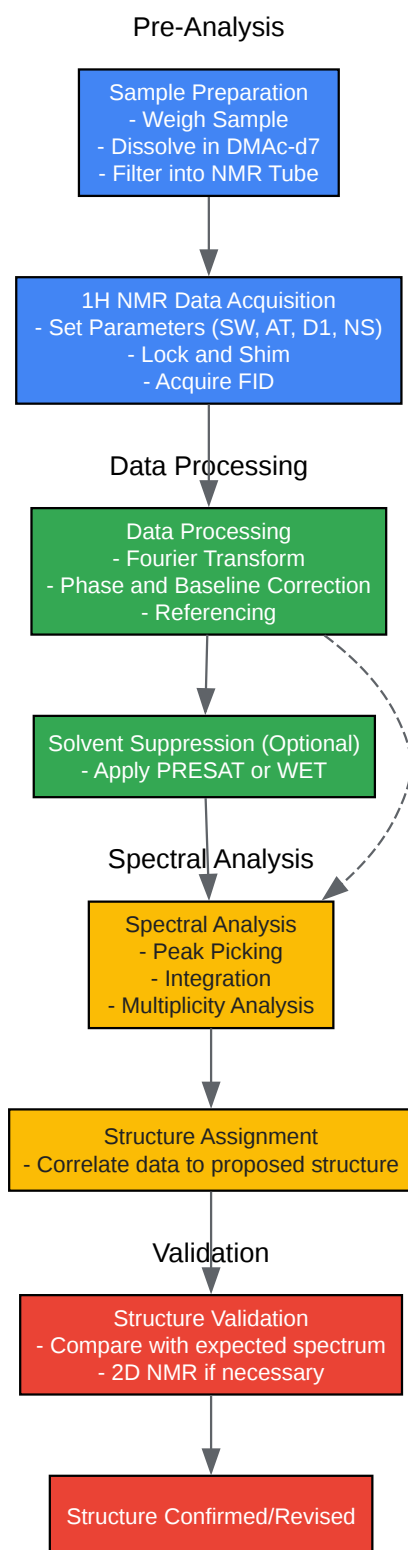 Pre-Analysis
Sample Preparation
- Weigh Sample
- Dissolve in DMAc-d7
- Filter into NMR Tube
1H NMR Data Acquisition
- Set Parameters (SW, AT, D1, NS)
- Lock and Shim
- Acquire FID
Data Processing
Data Processing
- Fourier Transform
- Phase and Baseline Correction
- Referencing
Solvent Suppression (Optional)
- Apply PRESAT or WET
Spectral Analysis
Spectral Analysis
- Peak Picking
- Integration
- Multiplicity Analysis
Structure Assignment
- Correlate data to proposed structure
Validation
Structure Validation
- Compare with expected spectrum
- 2D NMR if necessary
Structure Confirmed/Revised